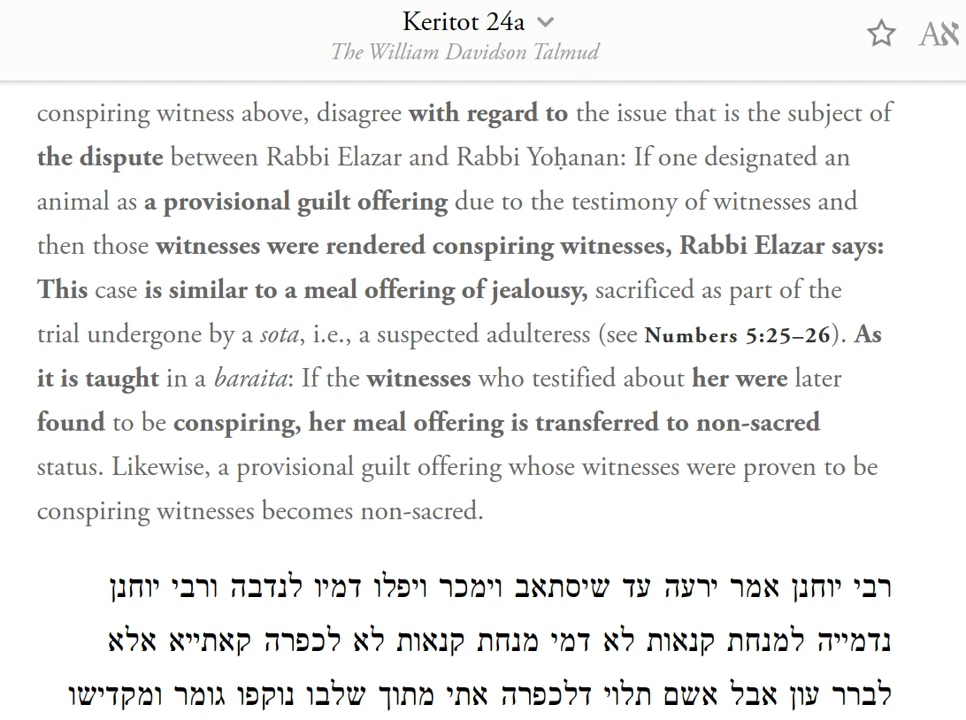 Keritot 24a
The William Davidson Talmud
Aא
conspiring witness above, disagree with regard to the issue that is the subject of
the dispute between Rabbi Elazar and Rabbi Yoḥanan: If one designated an
animal as a provisional guilt offering due to the testimony of witnesses and
then those witnesses were rendered conspiring witnesses, Rabbi Elazar says:
This case is similar to a meal offering of jealousy, sacrificed as part of the
trial undergone by a sota, i.e., a suspected adulteress (see Numbers 5:25–26). As
it is taught in a baraita: If the witnesses who testified about her were later
found to be conspiring, her meal offering is transferred to non-sacred
status. Likewise, a provisional guilt offering whose witnesses were proven to be
conspiring witnesses becomes non-sacred.
רבי יוחנן אמר ירעה עד שיסתאב וימכר ויפלו דמיו לנדבה ורבי יוחנן
נדמייה למנחת קנאות לא דמי מנחת קנאות לא לכפרה קאתייא אלא
לברר עון אבל אשם תלוי דלכפרה אתי מתוך שלבו נוקפו גומר ומקדישו